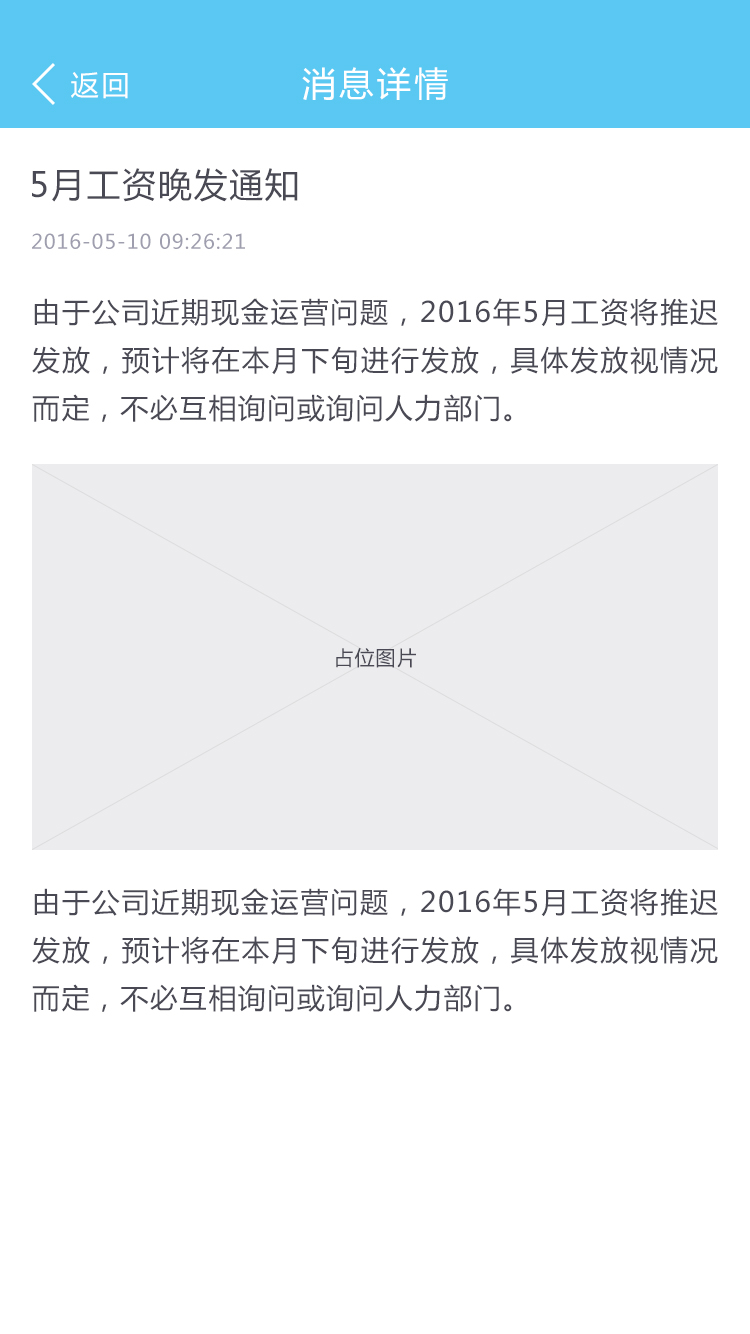 返回
消息详情
5月工资晚发通知
2016-05-10 09:26:21
由于公司近期现金运营问题，2016年5月工资将推迟
发放，预计将在本月下旬进行发放，具体发放视情况
而定，不必互相询问或询问人力部门。
占位图片
由于公司近期现金运营问题，2016年5月工资将推迟
发放，预计将在本月下旬进行发放，具体发放视情况
而定，不必互相询问或询问人力部门。